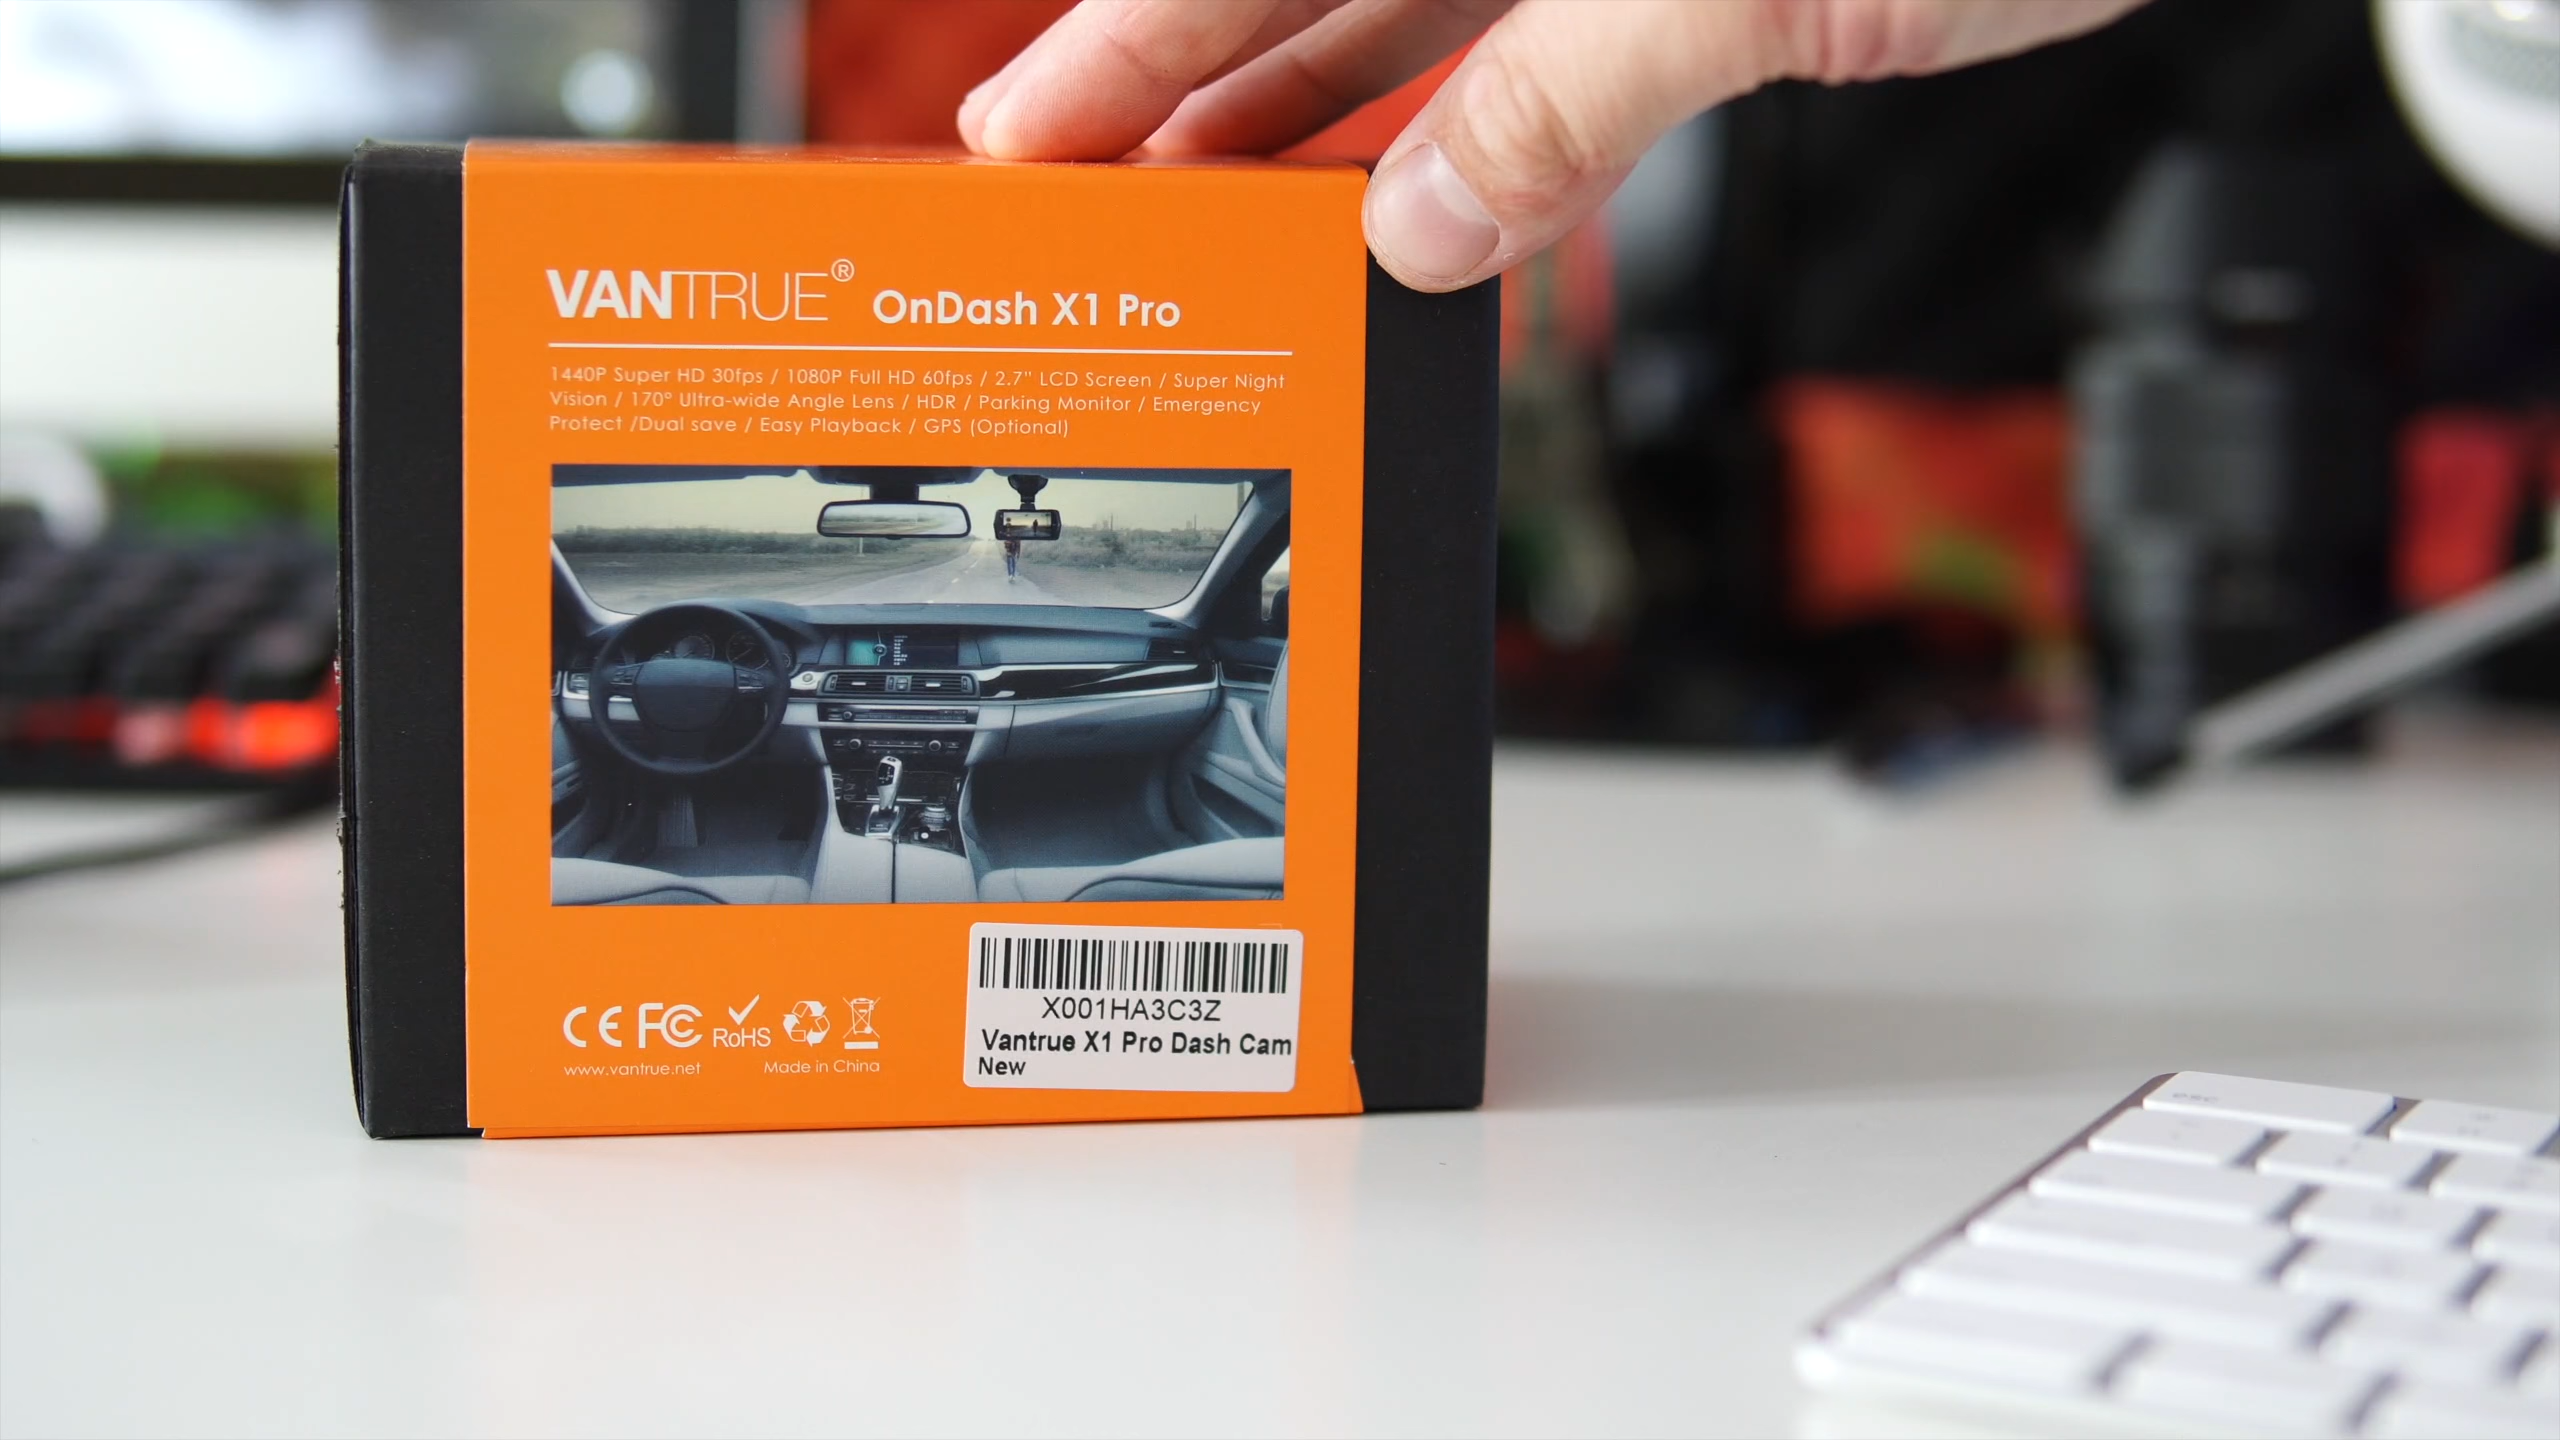 VANTRUE® OnDash X1 Pro
1440P Super HD 30fps / 1080P Full HD 60fps / 2.7" LCD Screen / Super Night
Vision / 170° Ultra-wide Angle Lens / HDR / Parking Monitor / Emergency
Protect /Dual save / Easy Playback / GPS (Optional)
CE FC RoHS
www.vantrue.net Made in China
X001HA3C3Z
Vantrue X1 Pro Dash Cam
New
esc